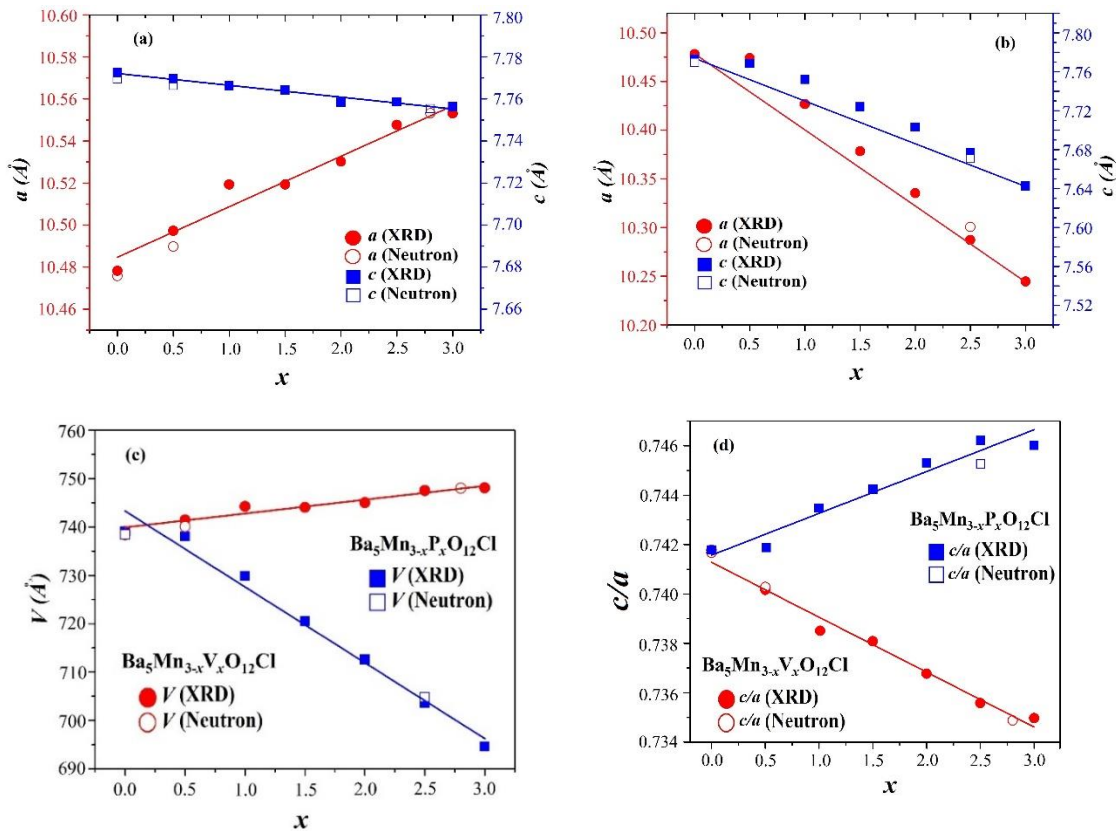 (a)
10.60
10.58
10.56
10.54
10.52
10.50
10.48
10.46
a (Å)
7.80
7.78
7.76
7.74
7.72
7.70
7.68
7.66
c (Å)
a (XRD)
a (Neutron)
c (XRD)
c (Neutron)
0.0 0.5 1.0 1.5 2.0 2.5 3.0
x
(b)
10.50
10.45
10.40
10.35
10.30
10.25
10.20
a (Å)
7.80
7.76
7.72
7.68
7.64
7.60
7.56
7.52
c (Å)
a (XRD)
a (Neutron)
c (XRD)
c (Neutron)
0.0 0.5 1.0 1.5 2.0 2.5 3.0
x
(c)
760
750
740
730
720
710
700
690
V (Å)
Ba5Mn3-xPxO12Cl
V (XRD)
V (Neutron)
Ba5Mn3-xVxO12Cl
V (XRD)
V (Neutron)
0.0 0.5 1.0 1.5 2.0 2.5 3.0
x
(d)
0.746
0.744
0.742
0.740
0.738
0.736
0.734
c/a
Ba5Mn3-xPxO12Cl
c/a (XRD)
c/a (Neutron)
Ba5Mn3-xVxO12Cl
c/a (XRD)
c/a (Neutron)
0.0 0.5 1.0 1.5 2.0 2.5 3.0
x